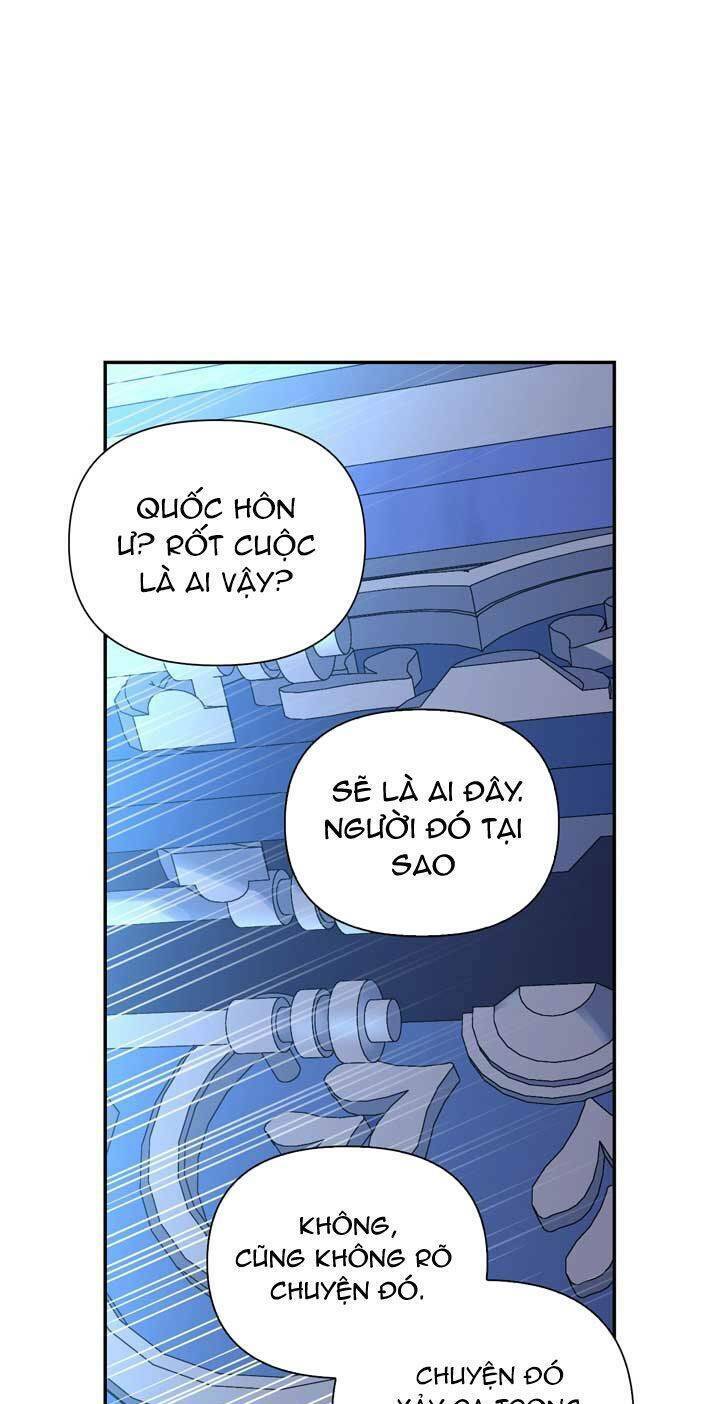 QUỐC HÔN
Ư? RỐT CUỘC
LÀ AI VẬY?
SẼ LÀ AI ĐÂY.
NGƯỜI ĐÓ TẠI
SAO
KHÔNG,
CŨNG KHÔNG RÕ
CHUYỆN ĐÓ.
CHUYỆN ĐÓ